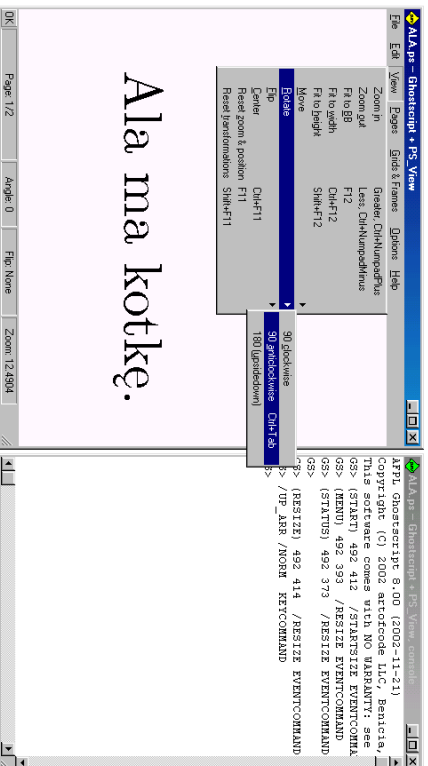 ALA.ps – Ghostscript + PS_View
File Edit View Pages Grids & Frames Options Help
Zoom in Greater, Ctrl+NumpadPlus
Zoom out Less, Ctrl+NumpadMinus
Fit to BB F12
Fit to width Ctrl+F12
Fit to height Shift+F12
Move
Rotate
Flip
Center Ctrl+F11
Reset zoom & position F11
Reset transformations Shift+F11
90 clockwise
90 anticlockwise Ctrl+Tab
180 (upsidedown)
Ala ma kotkę.
OK Page: 1/2 Angle: 0 Flip: None Zoom: 12.4904
ALA.ps – Ghostscript + PS_View, console
AFPL Ghostscript 8.00 (2002-11-21)
Copyright (C) 2002 artofcode LLC, Benicia,
This software comes with NO WARRANTY: see
GS> (START) 492 412 /STARTSIZE EVENTCOMMA
GS> (MENU) 492 393 /RESIZE EVENTCOMMAND
GS> (STATUS) 492 373 /RESIZE EVENTCOMMAND
GS>
GS> (RESIZE) 492 414 /RESIZE EVENTCOMMAND
GS> /UP_ARR /NORM KEYCOMMAND
GS>